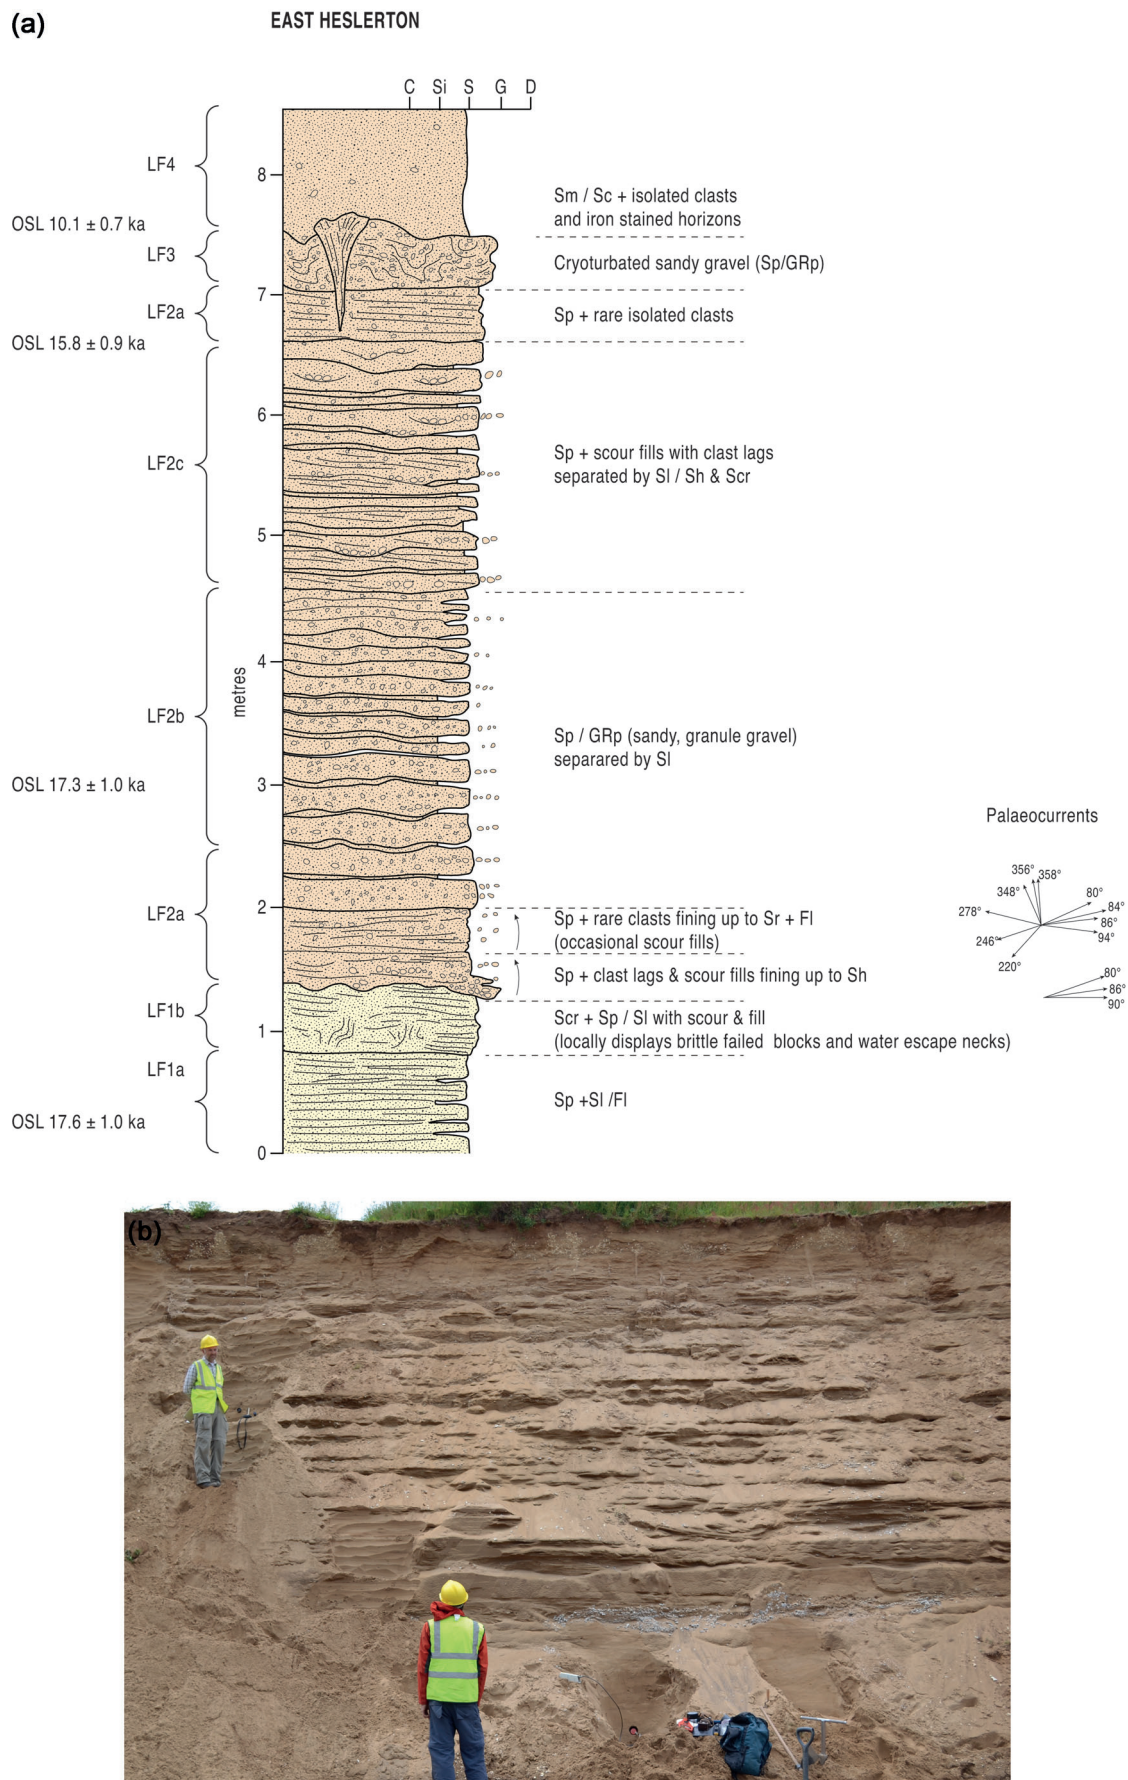 (a)
EAST HESLERTON
C Si S G D
LF4
8
Sm / Sc + isolated clasts
and iron stained horizons
OSL 10.1 ± 0.7 ka
LF3
Cryoturbated sandy gravel (Sp/GRp)
7
LF2a
Sp + rare isolated clasts
OSL 15.8 ± 0.9 ka
6
LF2c
Sp + scour fills with clast lags
separated by Sl / Sh & Scr
5
4
metres
LF2b
Sp / GRp (sandy, granule gravel)
separared by Sl
OSL 17.3 ± 1.0 ka
3
Palaeocurrents
356°
358°
348°
80°
278°
84°
86°
94°
246°
220°
80°
86°
90°
2
LF2a
Sp + rare clasts fining up to Sr + Fl
(occasional scour fills)
Sp + clast lags & scour fills fining up to Sh
LF1b
Scr + Sp / Sl with scour & fill
(locally displays brittle failed blocks and water escape necks)
1
LF1a
Sp +Sl /Fl
OSL 17.6 ± 1.0 ka
0
(b)